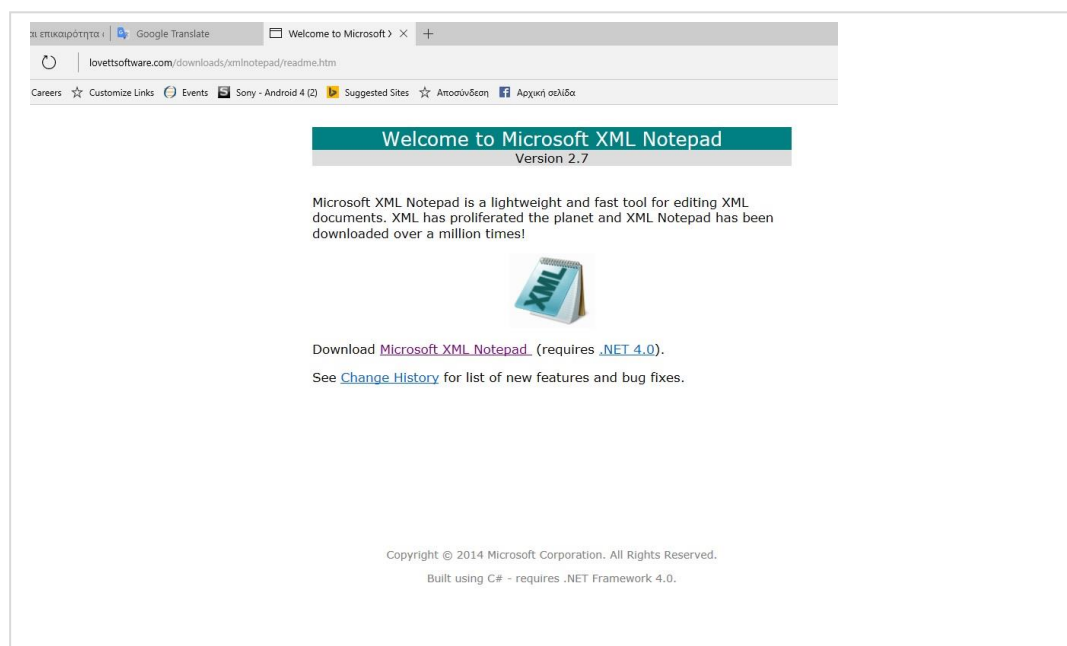 αι επικαιρότητα Google Translate Welcome to Microsoft X
lovettsoftware.com/downloads/xmlnotepad/readme.htm
Careers Customize Links Events Sony - Android 4 (2) Suggested Sites Αποσύνδεση Αρχική σελίδα
Welcome to Microsoft XML Notepad
Version 2.7
Microsoft XML Notepad is a lightweight and fast tool for editing XML
documents. XML has proliferated the planet and XML Notepad has been
downloaded over a million times!
XML
Download Microsoft XML Notepad (requires .NET 4.0).
See Change History for list of new features and bug fixes.
Copyright © 2014 Microsoft Corporation. All Rights Reserved.
Built using C# - requires .NET Framework 4.0.